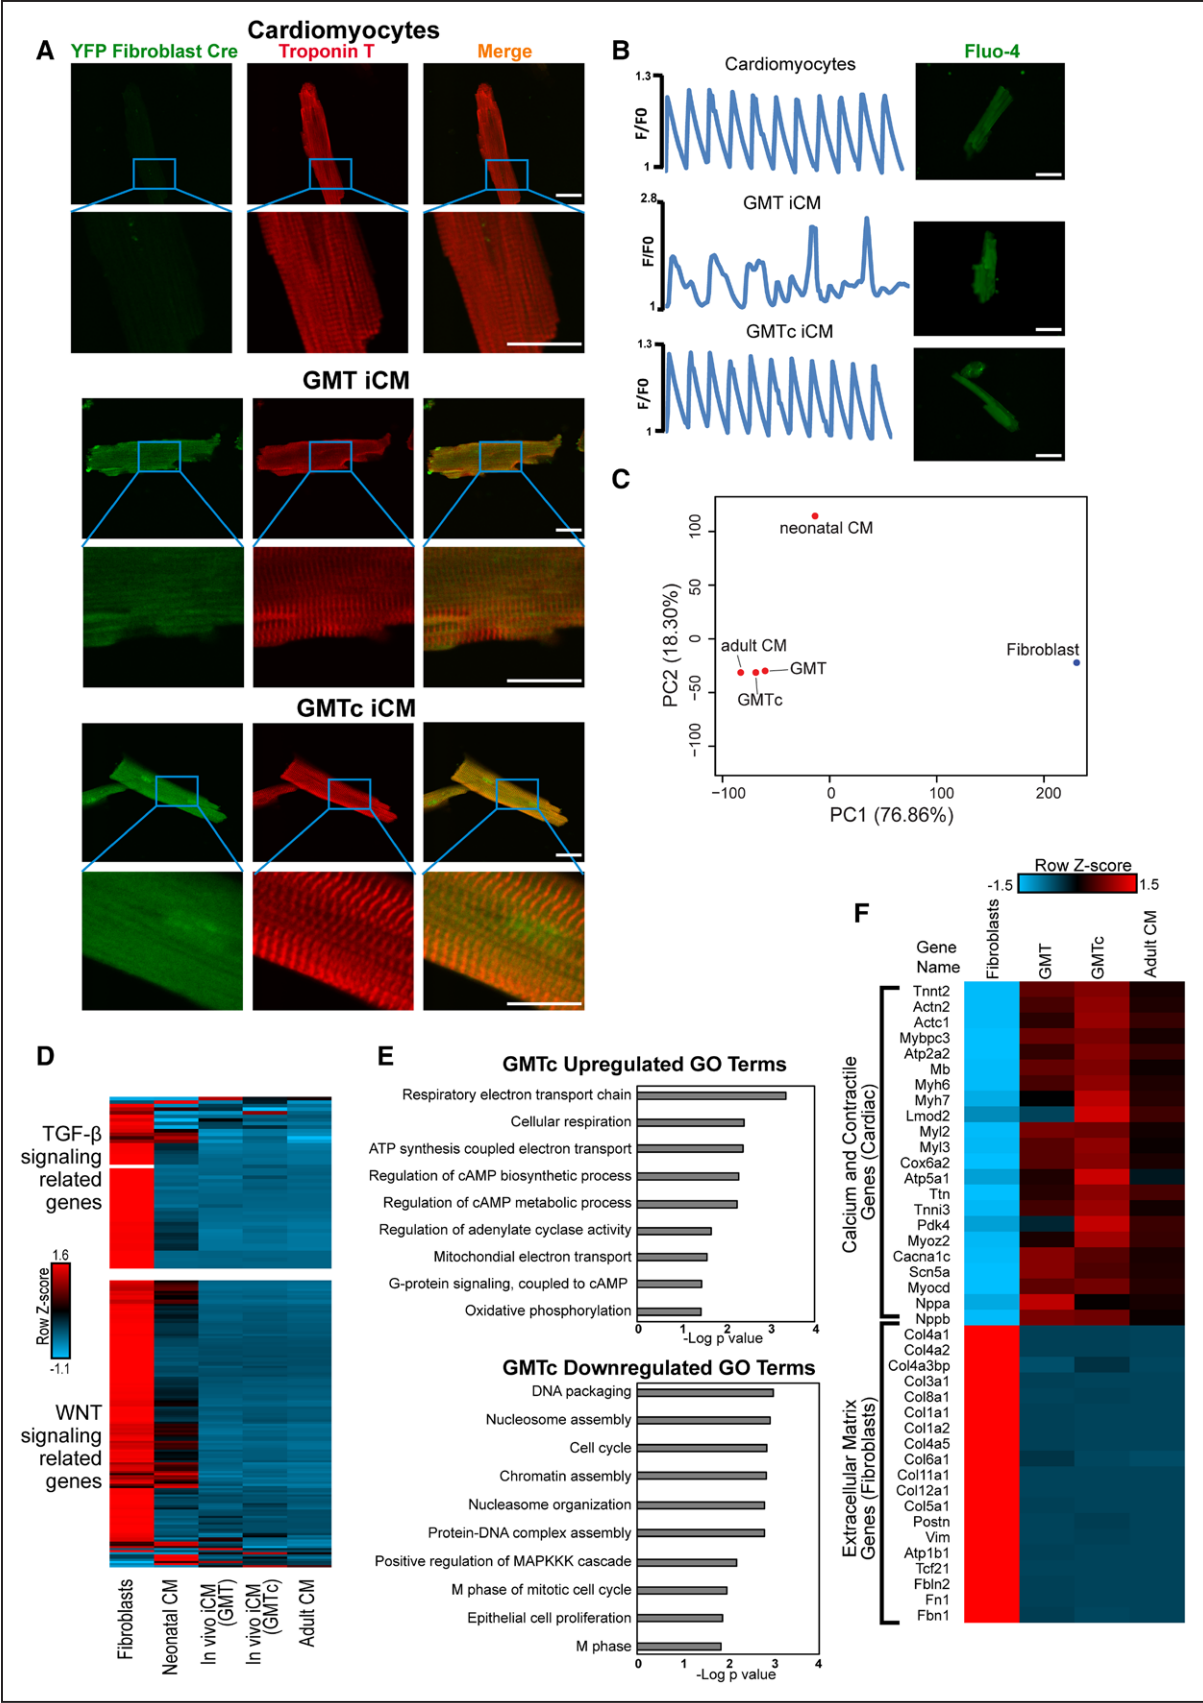 A
Cardiomyocytes
YFP Fibroblast Cre
Troponin T
Merge
GMT iCM
GMTc iCM
B
Fluo-4
Cardiomyocytes
1.3
F/F0
1
GMT iCM
2.8
F/F0
1
GMTc iCM
1.3
F/F0
1
C
neonatal CM
adult CM
GMT
GMTc
Fibroblast
100
50
0
−50
−100
PC2 (18.30%)
−100
0
100
200
PC1 (76.86%)
D
TGF-β
signaling
related
genes
1.6
Row Z-score
-1.1
WNT
signaling
related
genes
Fibroblasts
Neonatal CM
In vivo iCM
(GMT)
In vivo iCM
(GMTc)
Adult CM
E
GMTc Upregulated GO Terms
Respiratory electron transport chain
Cellular respiration
ATP synthesis coupled electron transport
Regulation of cAMP biosynthetic process
Regulation of cAMP metabolic process
Regulation of adenylate cyclase activity
Mitochondial electron transport
G-protein signaling, coupled to cAMP
Oxidative phosphorylation
0 1 2 3 4
-Log p value
GMTc Downregulated GO Terms
DNA packaging
Nucleosome assembly
Cell cycle
Chromatin assembly
Nucleasome organization
Protein-DNA complex assembly
Positive regulation of MAPKKK cascade
M phase of mitotic cell cycle
Epithelial cell proliferation
M phase
0 1 2 3 4
-Log p value
F
Row Z-score
-1.5
1.5
Gene
Name
Fibroblasts
GMT
GMTc
Adult CM
Calcium and Contractile
Genes (Cardiac)
Tnnt2
Actn2
Actc1
Mybpc3
Atp2a2
Mb
Myh6
Myh7
Lmod2
Myl2
Myl3
Cox6a2
Atp5a1
Ttn
Tnni3
Pdk4
Myoz2
Cacna1c
Scn5a
Myocd
Nppa
Nppb
Extracellular Matrix
Genes (Fibroblasts)
Col4a1
Col4a2
Col4a3bp
Col3a1
Col8a1
Col1a1
Col1a2
Col4a5
Col6a1
Col11a1
Col12a1
Col5a1
Postn
Vim
Atp1b1
Tcf21
Fbln2
Fn1
Fbn1